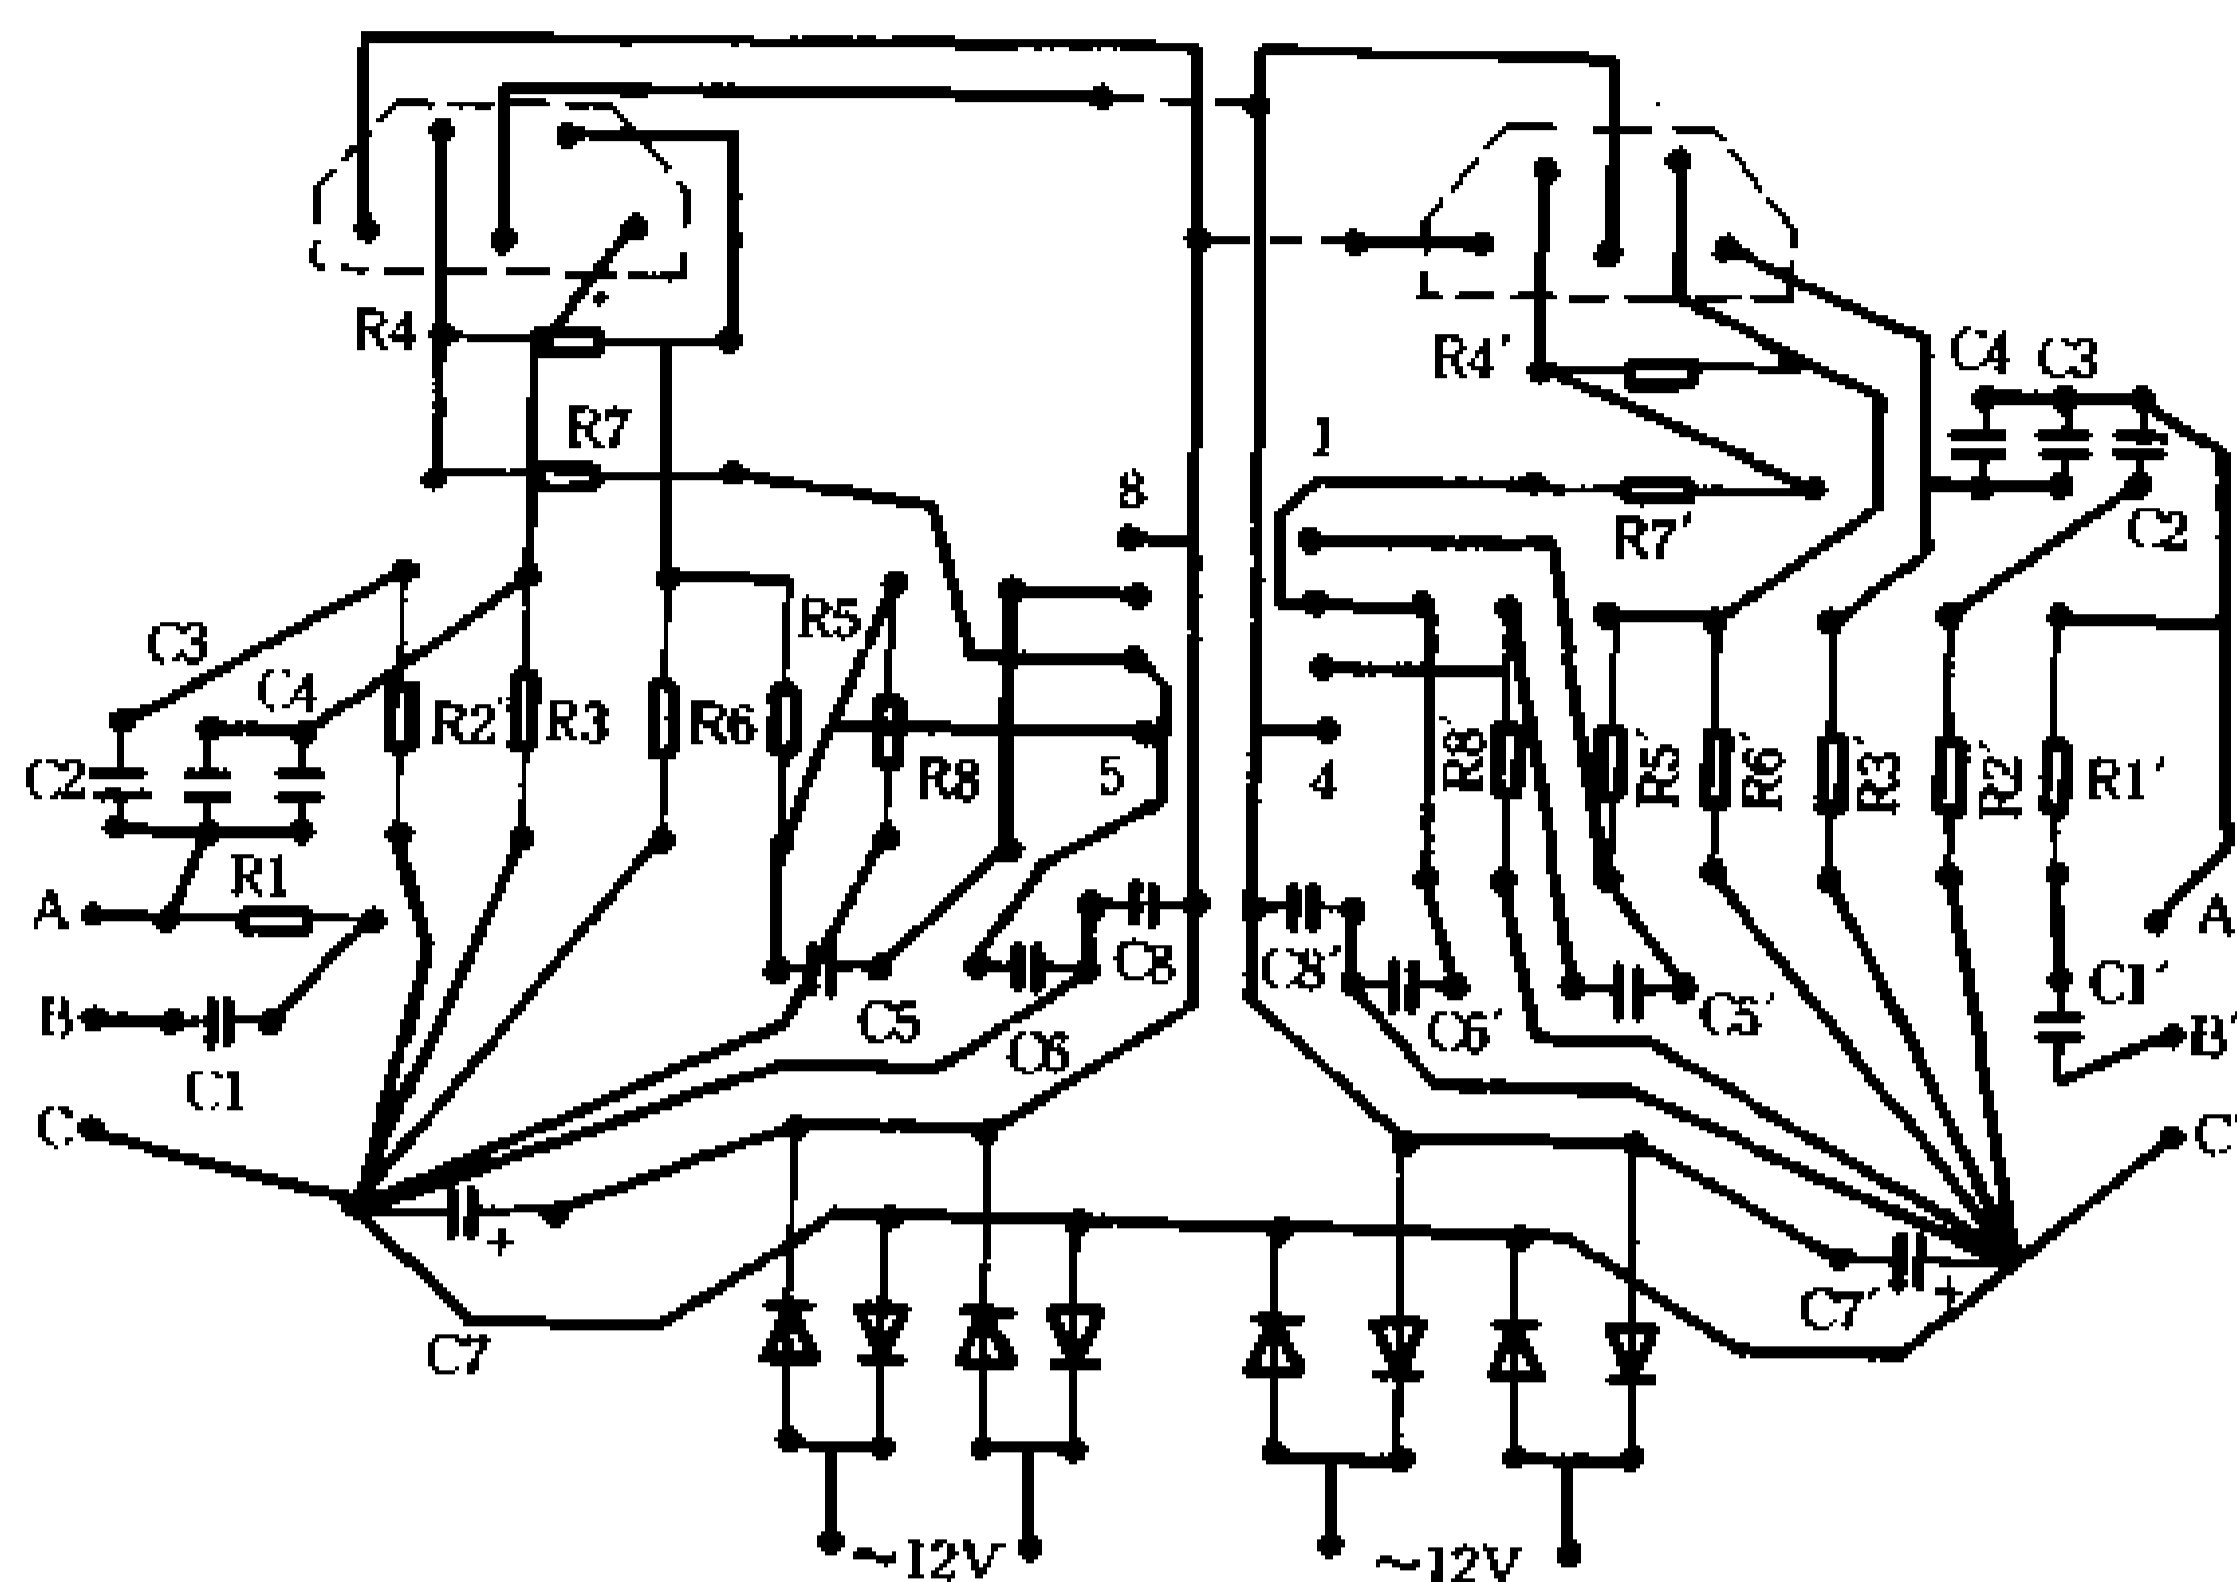 R4
R4′
C4
C3
R7
1
8
R7′
C2
C3
R5
C4
R2′
R3
R6
C2
R8
5
4
R8′
R5′
R6′
R3′
R2′
R1′
R1
A
A
C8
C8′
C1′
B
C5
C6
C6′
C5′
B′
C1
C
C′
+
+
C7
C7′
～12V
～12V